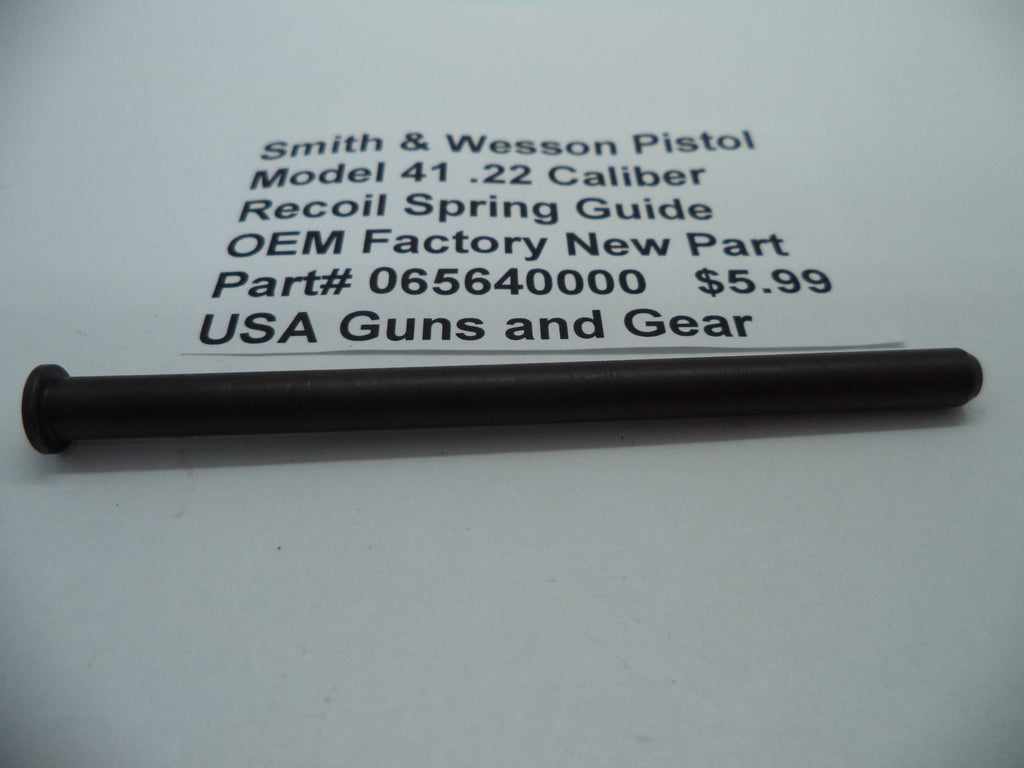 Smith & Wesson Pistol
Model 41 .22 Caliber
Recoil Spring Guide
OEM Factory New Part
Part# 065640000 $5.99
USA Guns and Gear